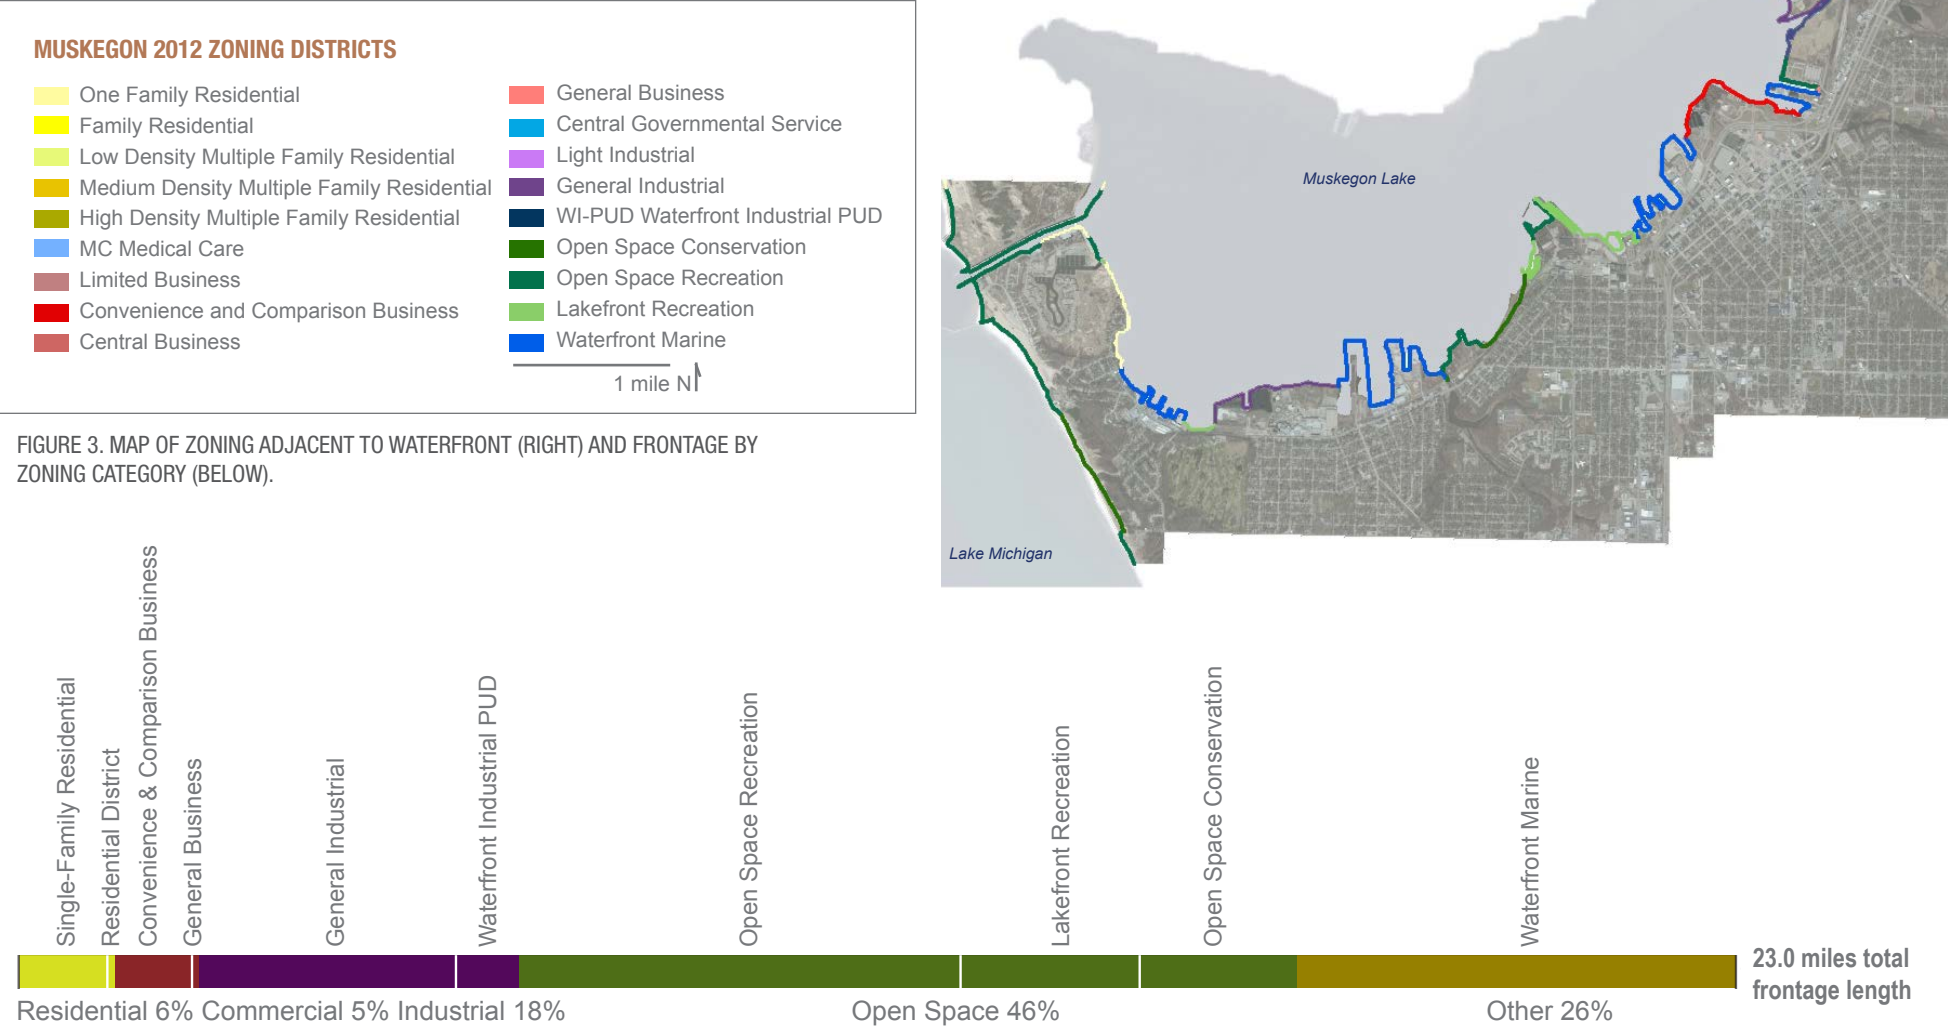 MUSKEGON 2012 ZONING DISTRICTS
One Family Residential
Family Residential
Low Density Multiple Family Residential
Medium Density Multiple Family Residential
High Density Multiple Family Residential
MC Medical Care
Limited Business
Convenience and Comparison Business
Central Business
General Business
Central Governmental Service
Light Industrial
General Industrial
WI-PUD Waterfront Industrial PUD
Open Space Conservation
Open Space Recreation
Lakefront Recreation
Waterfront Marine
1 mile N
Muskegon Lake
Lake Michigan
FIGURE 3. MAP OF ZONING ADJACENT TO WATERFRONT (RIGHT) AND FRONTAGE BY
ZONING CATEGORY (BELOW).
Single-Family Residential
Residential District
Convenience & Comparison Business
General Business
General Industrial
Waterfront Industrial PUD
Open Space Recreation
Lakefront Recreation
Open Space Conservation
Waterfront Marine
23.0 miles total
frontage length
Residential 6% Commercial 5% Industrial 18% Open Space 46% Other 26%